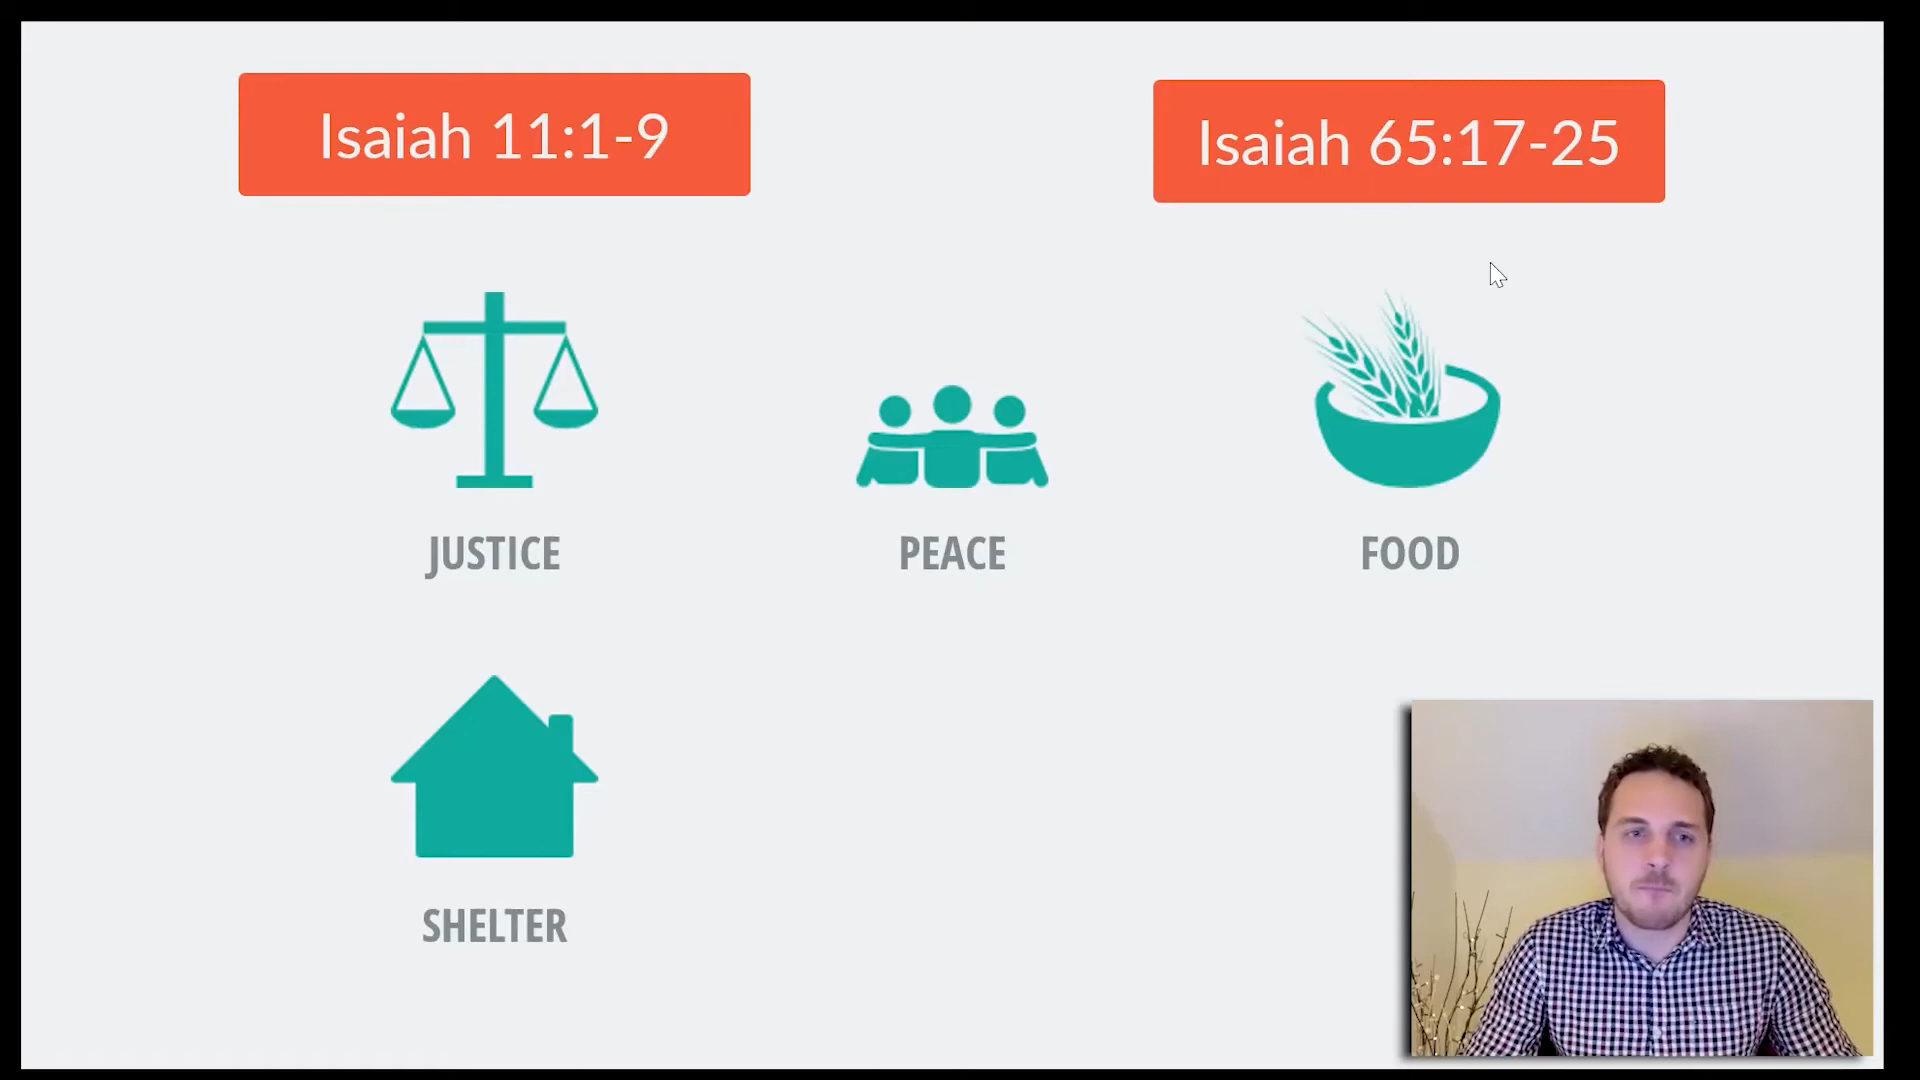 Isaiah 11:1-9
Isaiah 65:17-25
JUSTICE
PEACE
FOOD
SHELTER